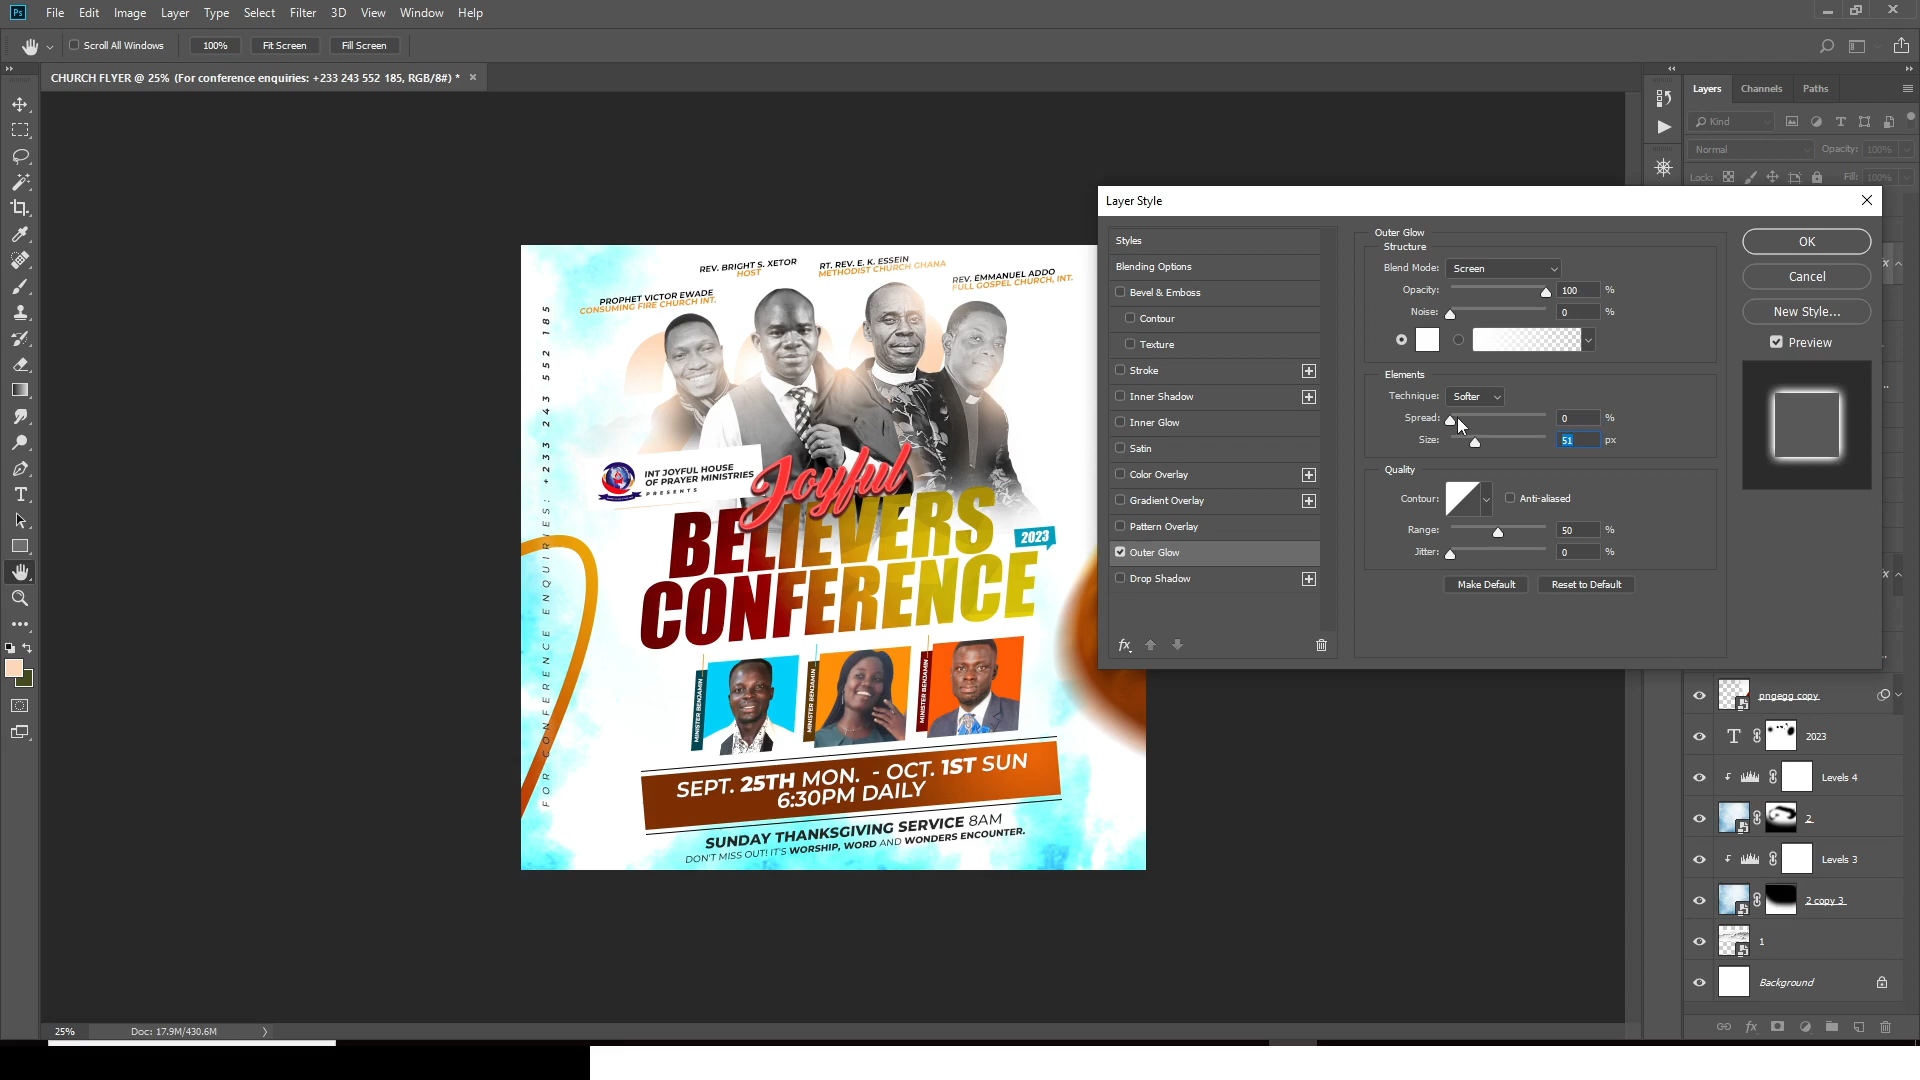 Ps File Edit Image Layer Type Select Filter 3D View Window Help
Scroll All Windows 100% Fit Screen Fill Screen
CHURCH FLYER @ 25% (For conference enquiries: +233 243 552 185, RGB/8#) * ×
REV. BRIGHT S. XETOR
HOST
RT. REV. E. K. ESSEIN
METHODIST CHURCH GHANA
REV. EMMANUEL ADDO
FULL GOSPEL CHURCH, INT.
PROPHET VICTOR EWADE
CONSUMING FIRE CHURCH INT.
FOR CONFERENCE ENQUIRIES: +233 243 552 185
INT JOYFUL HOUSE
OF PRAYER MINISTRIES
PRESENTS
Joyful
BELIEVERS
CONFERENCE
2023
MINISTER BENJAMIN
MINISTER BENJAMIN
MINISTER BENJAMIN
SEPT. 25TH MON. - OCT. 1ST SUN
6:30PM DAILY
SUNDAY THANKSGIVING SERVICE 8AM
DON'T MISS OUT! IT'S WORSHIP, WORD AND WONDERS ENCOUNTER.
25% Doc: 17.9M/430.6M
Layer Style
Styles
Blending Options
Bevel & Emboss
Contour
Texture
Stroke
Inner Shadow
Inner Glow
Satin
Color Overlay
Gradient Overlay
Pattern Overlay
Outer Glow
Drop Shadow
fx
Outer Glow
Structure
Blend Mode: Screen
Opacity: 100 %
Noise: 0 %
Elements
Technique: Softer
Spread: 0 %
Size: 51 px
Quality
Contour: Anti-aliased
Range: 50 %
Jitter: 0 %
Make Default Reset to Default
OK
Cancel
New Style...
Preview
Layers Channels Paths
Kind
Normal Opacity: 100%
Lock: Fill: 100%
pngegg copy
2023
Levels 4
2
Levels 3
2 copy 3
1
Background
fx